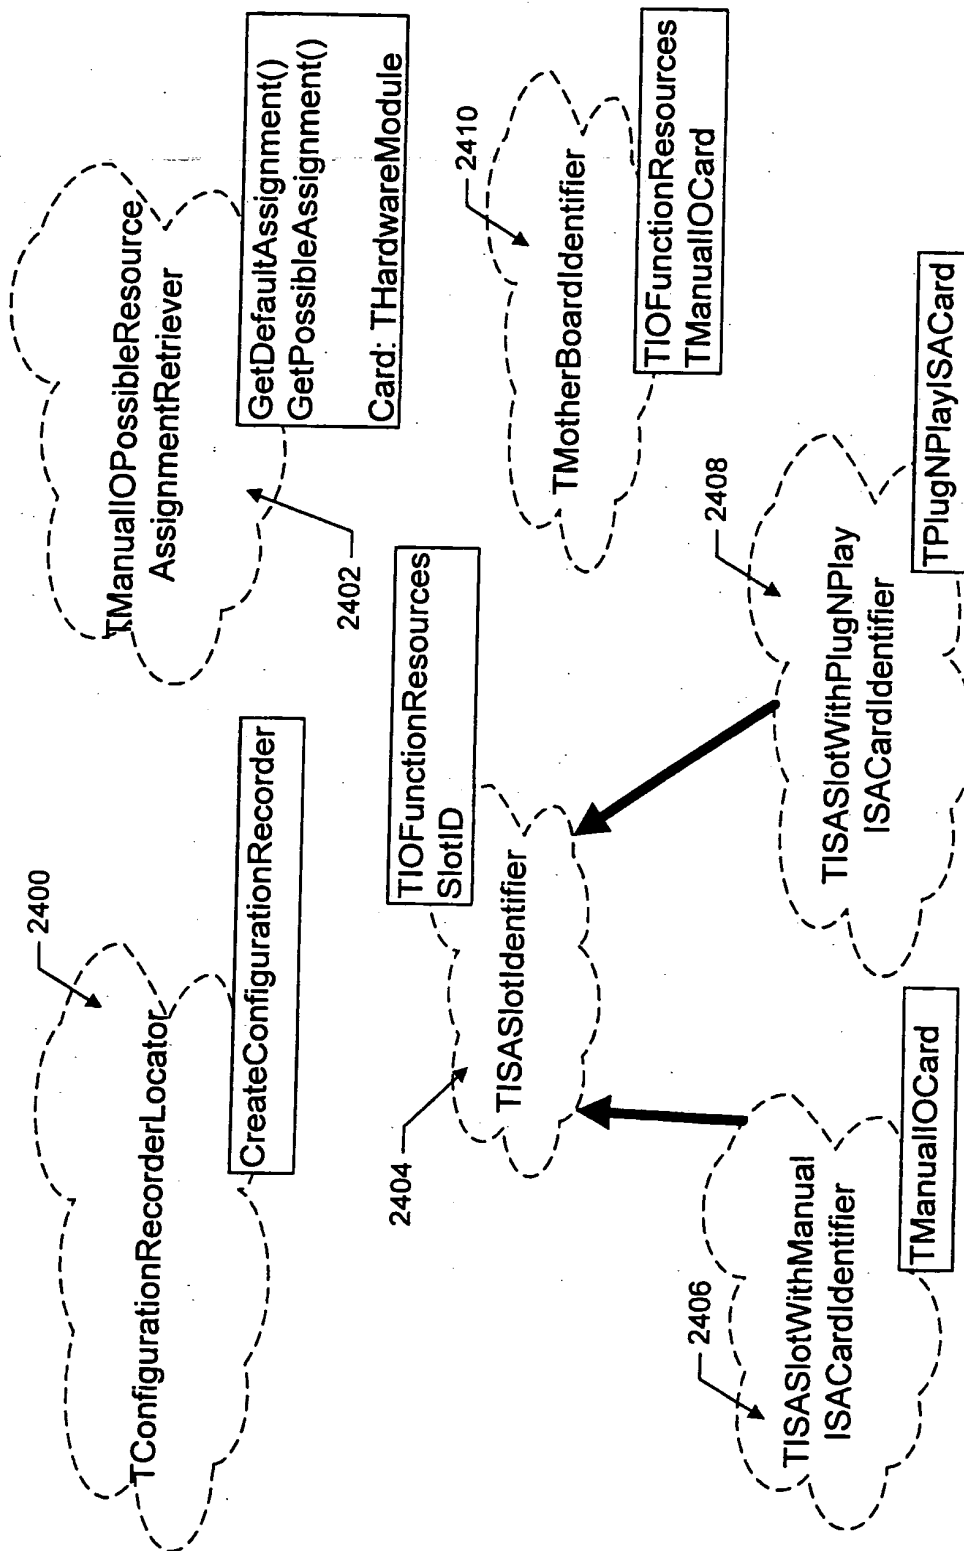 2400
TConfigurationRecorderLocator
CreateConfigurationRecorder
TManualIOPossibleResource
AssignmentRetriever
GetDefaultAssignment()
GetPossibleAssignment()
Card: THardwareModule
2402
2404
TISASlotIdentifier
TIOFunctionResources
SlotID
2410
TMotherBoardIdentifier
TIOFunctionResources
TManualIOCard
2406
TISASlotWithManual
ISACardIdentifier
TManualIOCard
2408
TISASlotWithPlugNPlay
ISACardIdentifier
TPlugNPlayISACard